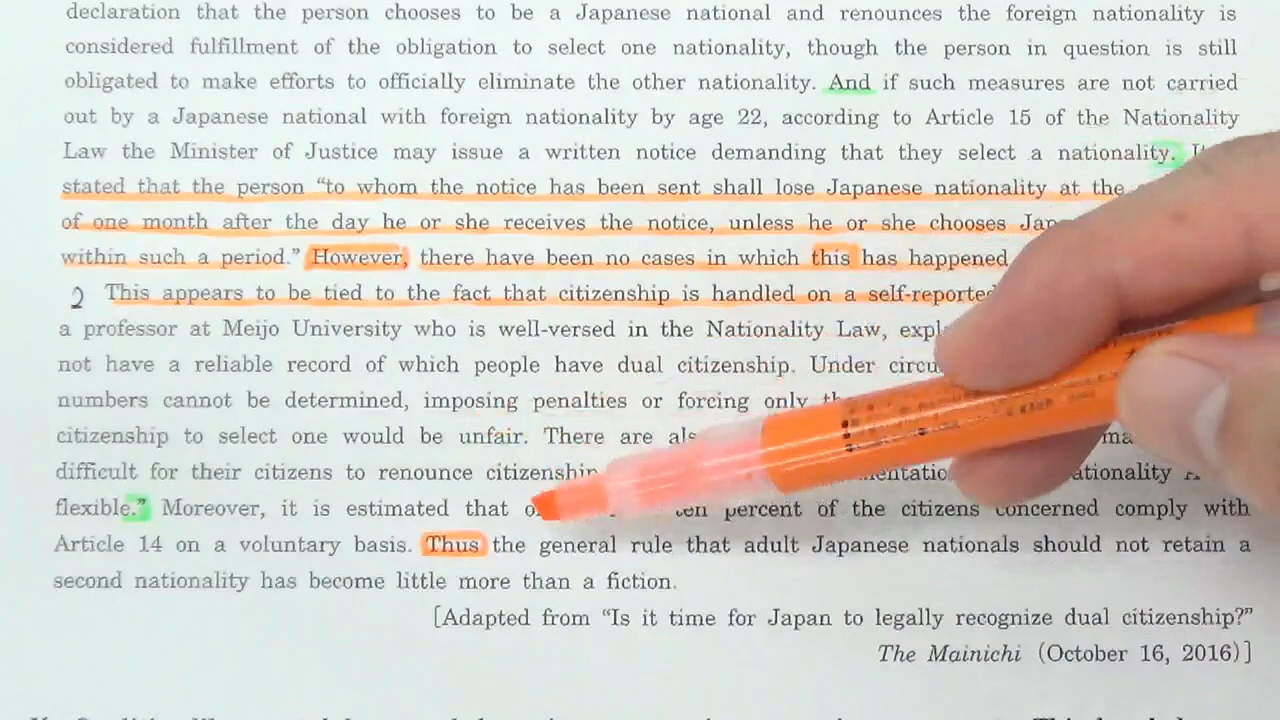 declaration that the person chooses to be a Japanese national and renounces the foreign nationality is
considered fulfillment of the obligation to select one nationality, though the person in question is still
obligated to make efforts to officially eliminate the other nationality. And if such measures are not carried
out by a Japanese national with foreign nationality by age 22, according to Article 15 of the Nationality
Law the Minister of Justice may issue a written notice demanding that they select a nationality.
stated that the person “to whom the notice has been sent shall lose Japanese nationality at the
of one month after the day he or she receives the notice, unless he or she chooses
within such a period.” However, there have been no cases in which this has happened
2 This appears to be tied to the fact that citizenship is handled on a self-reported
a professor at Meijo University who is well-versed in the Nationality Law,
not have a reliable record of which people have dual citizenship. Under
numbers cannot be determined, imposing penalties or forcing only
citizenship to select one would be unfair. There are
difficult for their citizens to renounce citizenship
flexible.” Moreover, it is estimated that ten percent of the citizens concerned comply with
Article 14 on a voluntary basis. Thus the general rule that adult Japanese nationals should not retain a
second nationality has become little more than a fiction.
[Adapted from “Is it time for Japan to legally recognize dual citizenship?”
The Mainichi (October 16, 2016)]